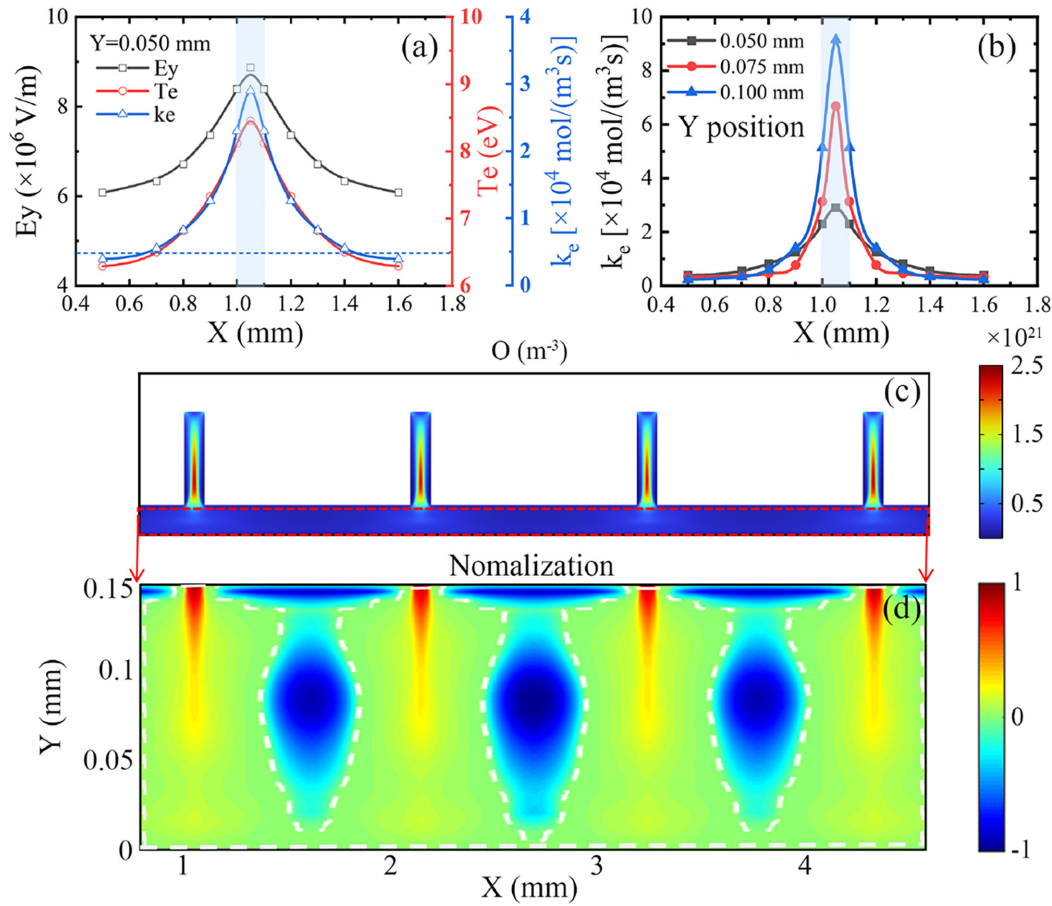 Y=0.050 mm
Ey
Te
ke
(a)
10
8
6
4
Ey (×10⁶ V/m)
0.4 0.6 0.8 1.0 1.2 1.4 1.6 1.8
X (mm)
10
9
8
7
6
Te (eV)
4
3
2
1
0
kₑ [×10⁴ mol/(m³s)]
(b)
0.050 mm
0.075 mm
0.100 mm
Y position
10
8
6
4
2
0
kₑ [×10⁴ mol/(m³s)]
0.4 0.6 0.8 1.0 1.2 1.4 1.6 1.8
X (mm)
O (m⁻³)
(c)
×10²¹
2.5
1.5
0.5
Nomalization
(d)
0.15
0.1
0.05
0
Y (mm)
1 2 3 4
X (mm)
1
0
-1